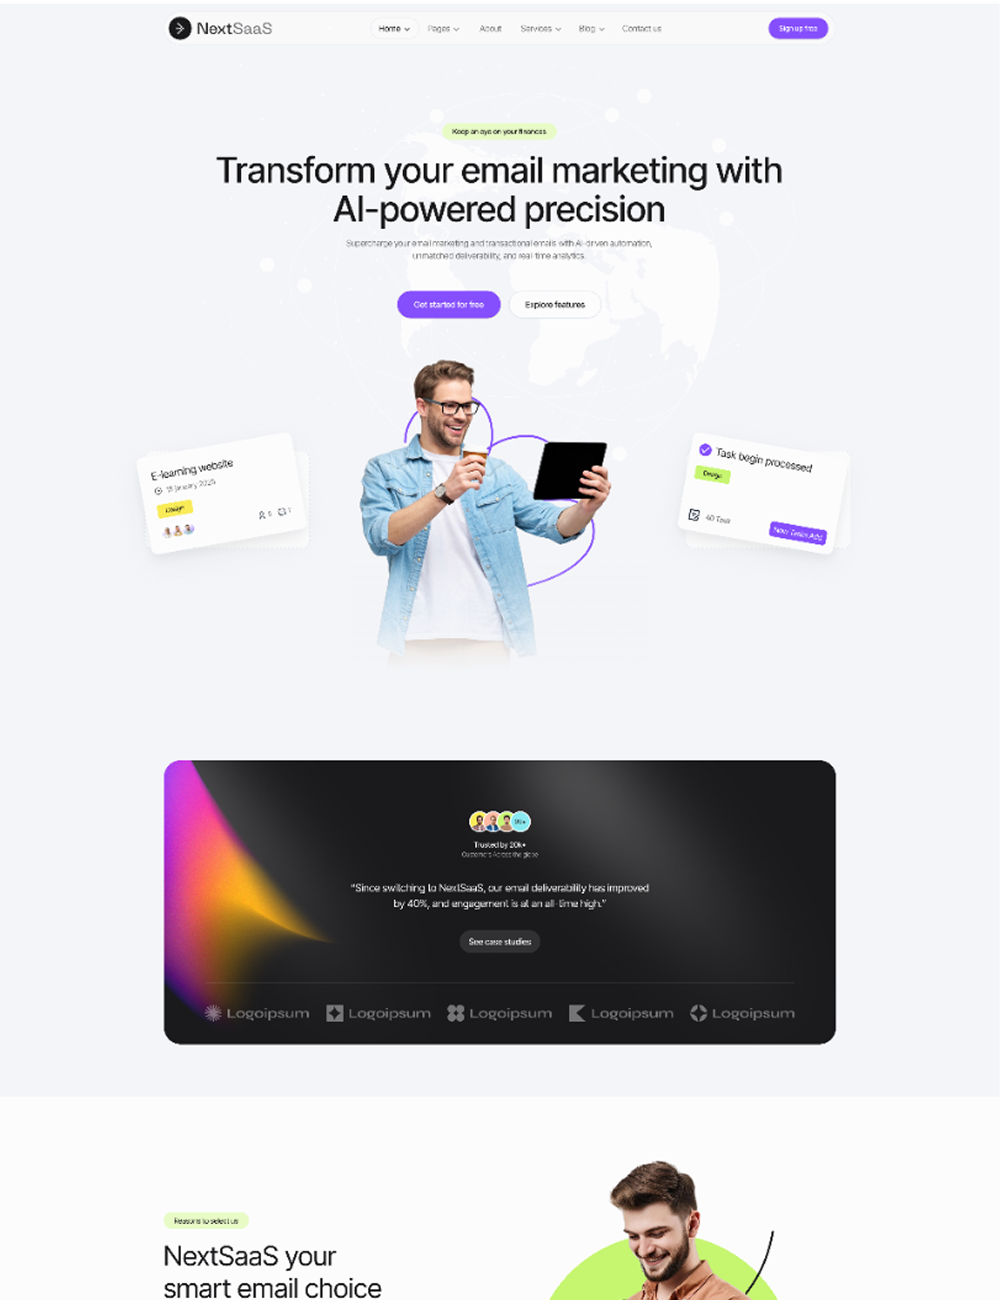 NextSaaS
Home Pages About Services Blog Contact us
Sign up free
Keep an eye on your finances
Transform your email marketing with
AI-powered precision
Supercharge your email marketing and transactional emails with AI-driven automation,
unmatched deliverability, and real-time analytics.
Get started for free
Explore features
E-learning website
Design
Task begin processed
Design
40 Task
New Tasks Add
Trusted by 20k+
Customers Across the globe
“Since switching to NextSaaS, our email deliverability has improved
by 40%, and engagement is at an all-time high.”
See case studies
Logoipsum Logoipsum Logoipsum Logoipsum Logoipsum
Reasons to select us
NextSaaS your
smart email choice